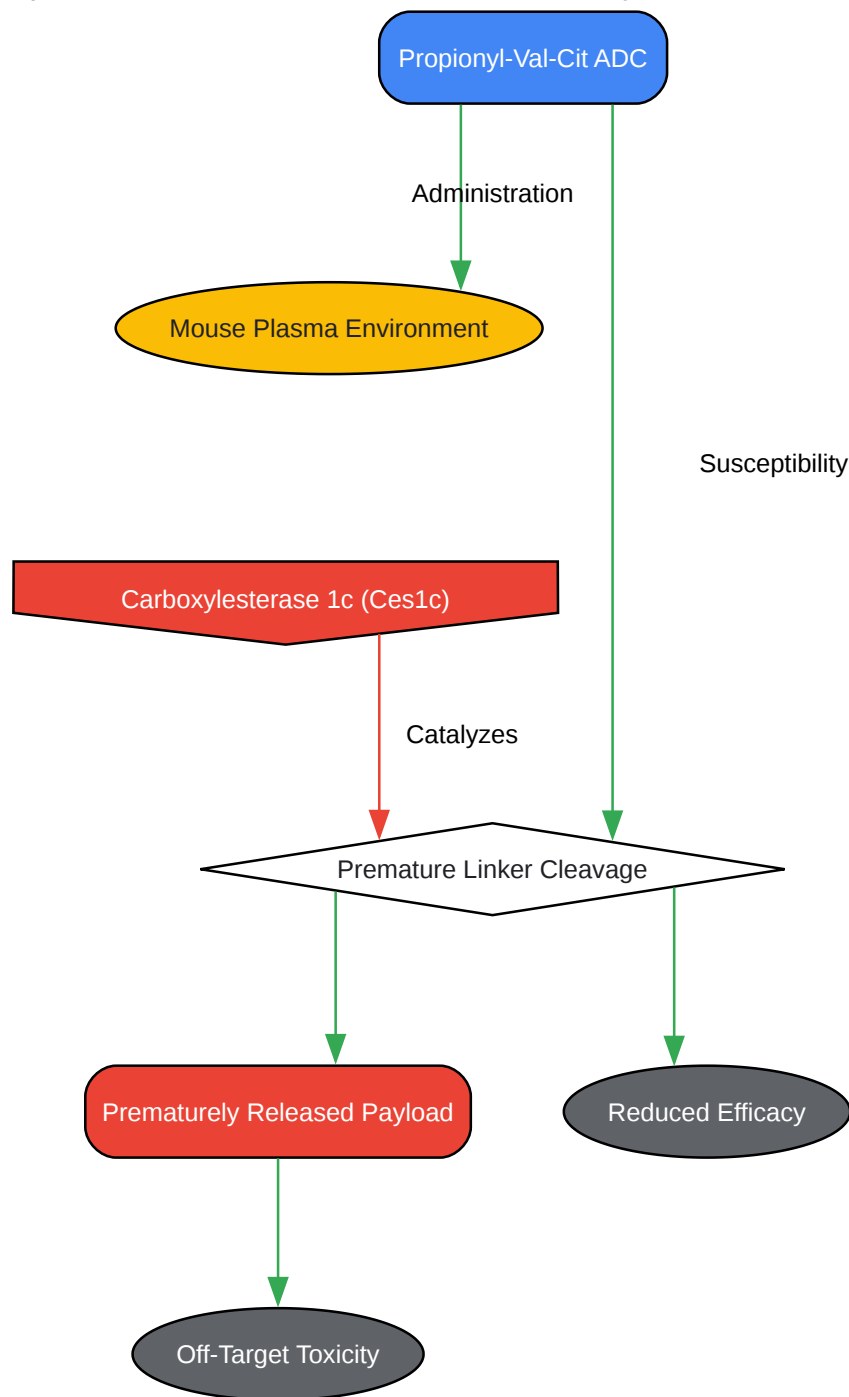 Propionyl-Val-Cit ADC
Administration
Mouse Plasma Environment
Susceptibility
Carboxylesterase 1c (Ces1c)
Catalyzes
Premature Linker Cleavage
Prematurely Released Payload
Reduced Efficacy
Off-Target Toxicity